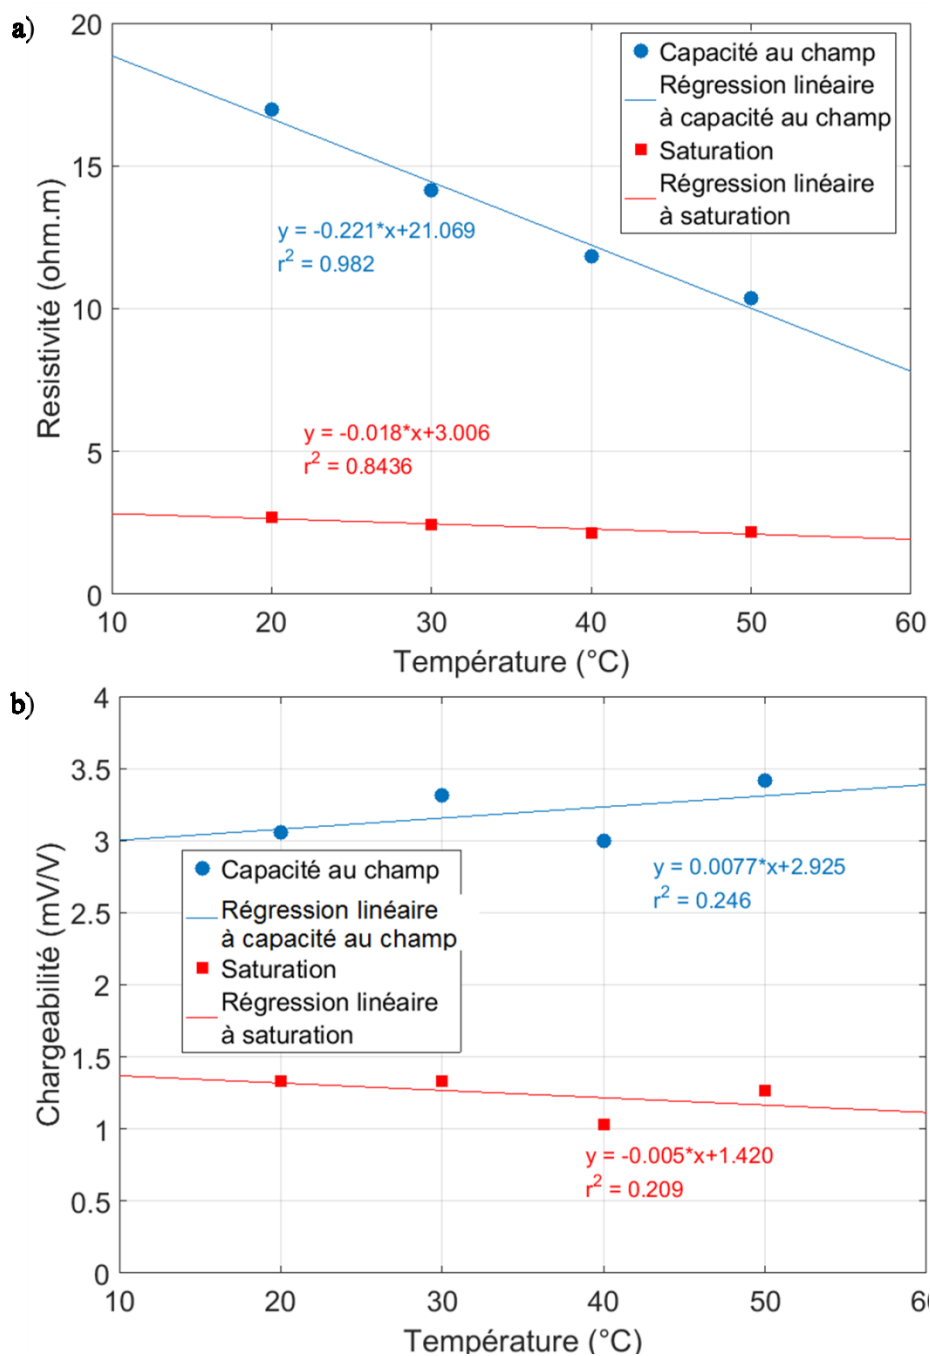 a)
20
15
10
5
0
Resistivité (ohm.m)
Capacité au champ
Régression linéaire
à capacité au champ
Saturation
Régression linéaire
à saturation
y = -0.221*x+21.069
r² = 0.982
y = -0.018*x+3.006
r² = 0.8436
10 20 30 40 50 60
Température (°C)
b)
4
3.5
3
2.5
2
1.5
1
0.5
0
Chargeabilité (mV/V)
y = 0.0077*x+2.925
r² = 0.246
Capacité au champ
Régression linéaire
à capacité au champ
Saturation
Régression linéaire
à saturation
y = -0.005*x+1.420
r² = 0.209
10 20 30 40 50 60
Température (°C)